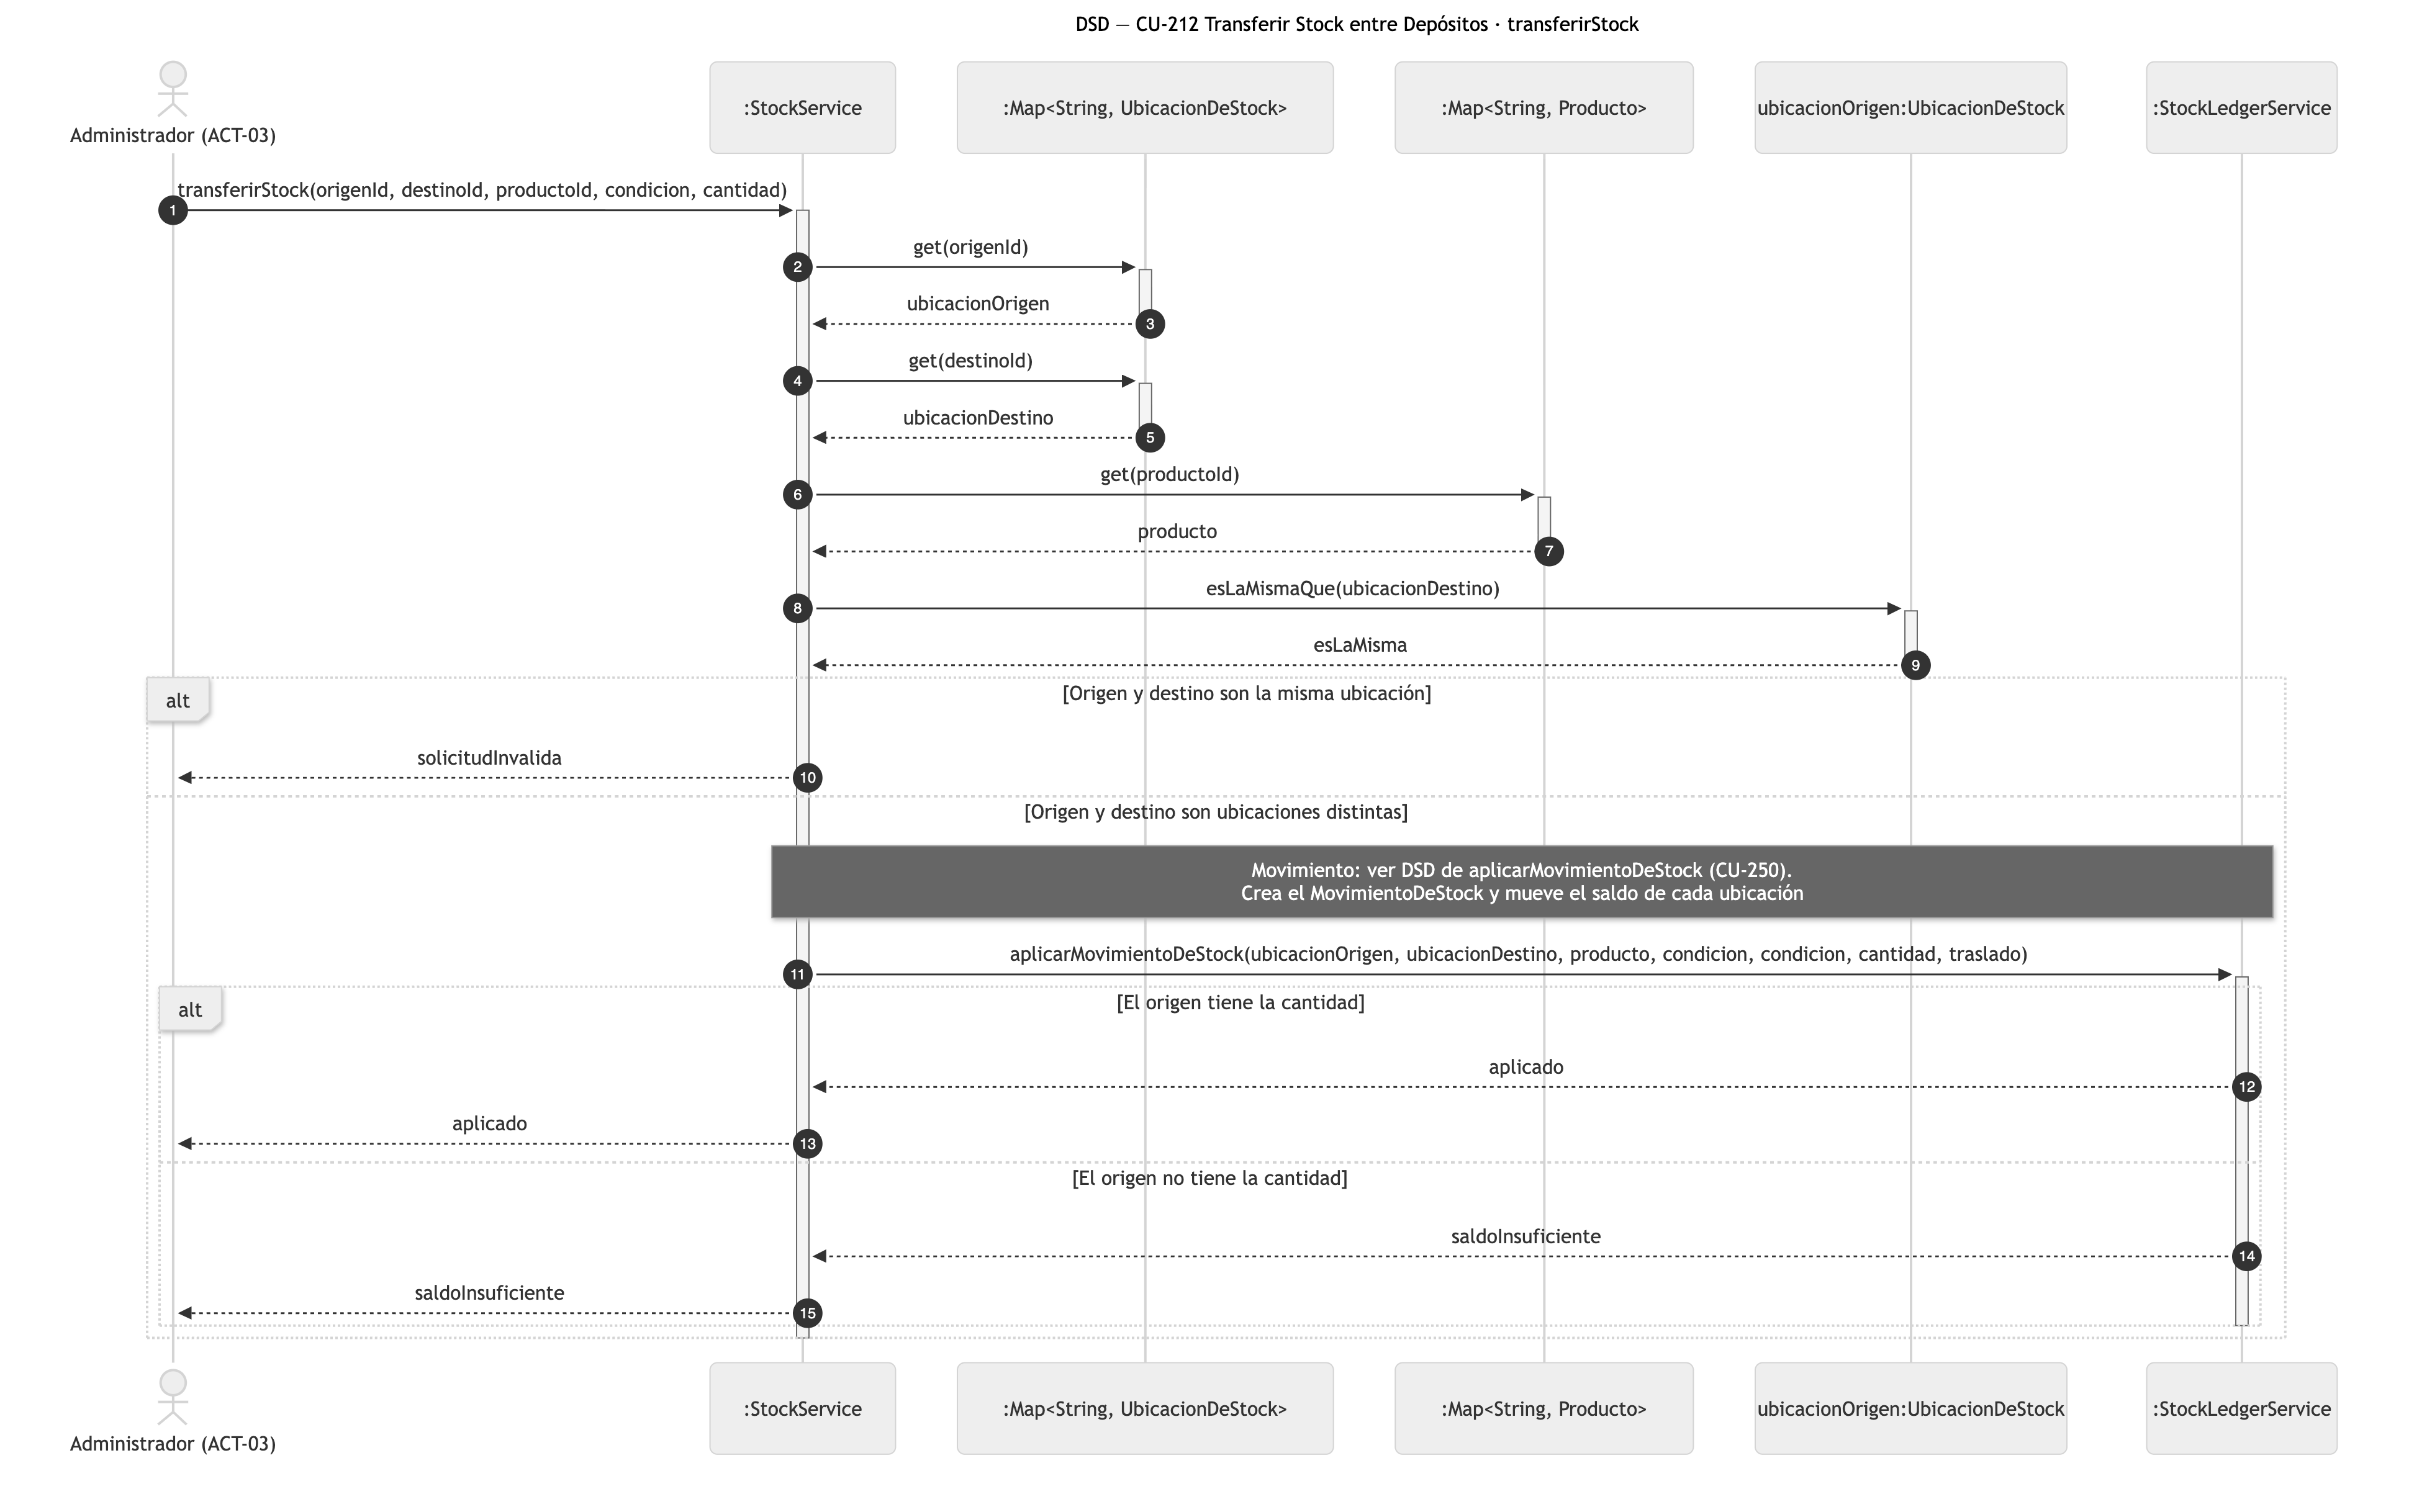 DSD — CU-212 Transferir Stock entre Depósitos · transferirStock
Administrador (ACT-03)
:StockService
:Map<String, UbicacionDeStock>
:Map<String, Producto>
ubicacionOrigen:UbicacionDeStock
:StockLedgerService
transferirStock(origenId, destinoId, productoId, condicion, cantidad)
1
get(origenId)
2
ubicacionOrigen
3
get(destinoId)
4
ubicacionDestino
5
get(productoId)
6
producto
7
esLaMismaQue(ubicacionDestino)
8
esLaMisma
9
alt
[Origen y destino son la misma ubicación]
solicitudInvalida
10
[Origen y destino son ubicaciones distintas]
Movimiento: ver DSD de aplicarMovimientoDeStock (CU-250).
Crea el MovimientoDeStock y mueve el saldo de cada ubicación
aplicarMovimientoDeStock(ubicacionOrigen, ubicacionDestino, producto, condicion, condicion, cantidad, traslado)
11
alt
[El origen tiene la cantidad]
aplicado
12
aplicado
13
[El origen no tiene la cantidad]
saldoInsuficiente
14
saldoInsuficiente
15
Administrador (ACT-03)
:StockService
:Map<String, UbicacionDeStock>
:Map<String, Producto>
ubicacionOrigen:UbicacionDeStock
:StockLedgerService